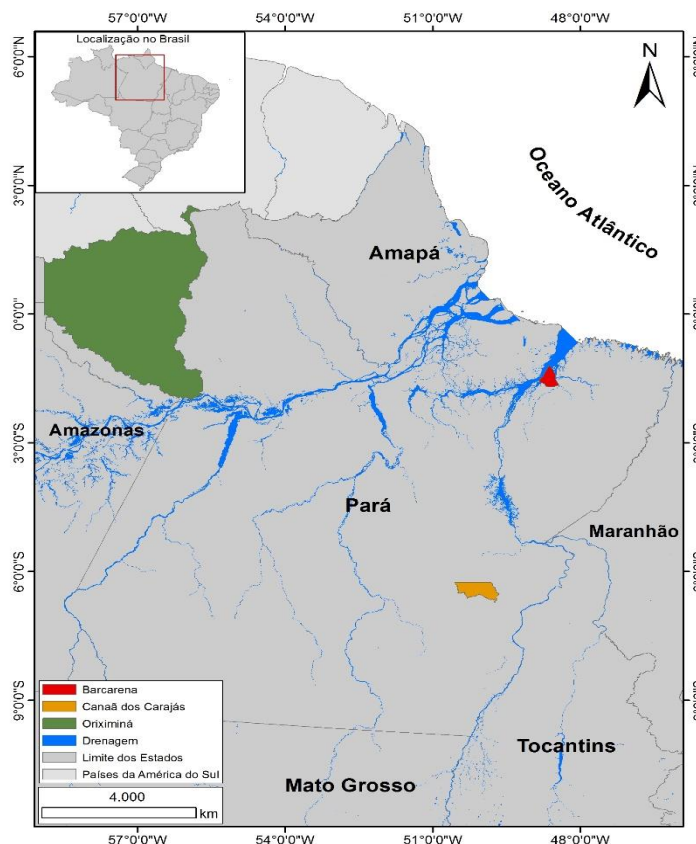 57°0'0"W 54°0'0"W 51°0'0"W 48°0'0"W
Localização no Brasil
N
6°0'0"N
Oceano Atlântico
3°0'0"N
Amapá
0°0'0"
Amazonas
3°0'0"S
Pará
Maranhão
6°0'0"S
Barcarena
Canaã dos Carajás
Oriximiná
Drenagem
Limite dos Estados
Países da América do Sul
9°0'0"S
Tocantins
Mato Grosso
4.000
km
57°0'0"W 54°0'0"W 51°0'0"W 48°0'0"W